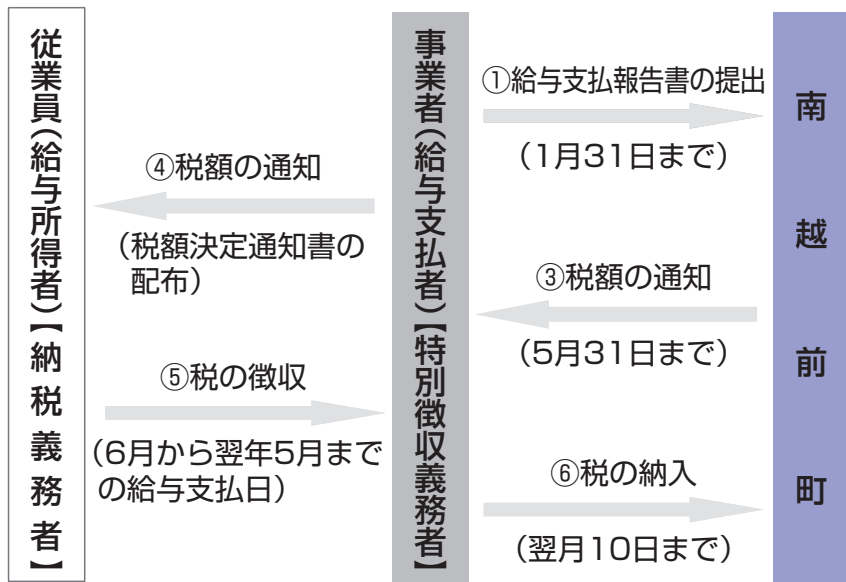 従業員(給与所得者)【納税義務者】
事業者(給与支払者)【特別徴収義務者】
南越前町
①給与支払報告書の提出
(1月31日まで)
③税額の通知
(5月31日まで)
④税額の通知
(税額決定通知書の
配布)
⑤税の徴収
(6月から翌年5月まで
の給与支払日)
⑥税の納入
(翌月10日まで)